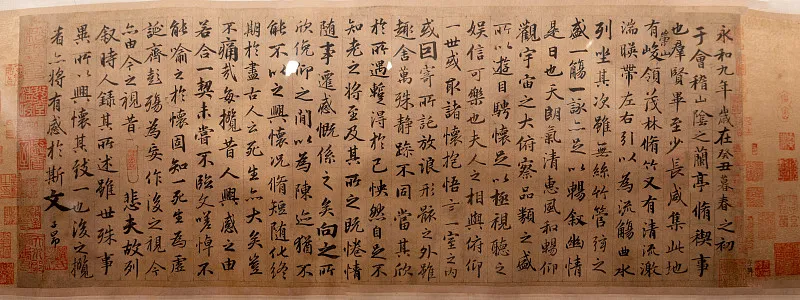 永和九年歲在癸丑暮春之初
于會稽山陰之蘭亭脩禊事
也羣賢畢至少長咸集此地
有崇山峻領茂林脩竹又有清流激
湍暎帶左右引以為流觴曲水
列坐其次雖無絲竹管弦之
盛一觴一詠亦足以暢叙幽情
是日也天朗氣清惠風和暢仰
觀宇宙之大俯察品類之盛
所以遊目騁懷足以極視聽之
娛信可樂也夫人之相與俯仰
一世或取諸懷抱悟言一室之內
或因寄所託放浪形骸之外雖
趣舍萬殊静躁不同當其欣
於所遇蹔得於己怏然自足不
知老之將至及其所之既惓情
隨事遷感慨係之矣向之所
欣俛仰之間以為陳迹猶不
能不以之興懷況脩短隨化終
期於盡古人云死生亦大矣豈
不痛哉每攬昔人興感之由
若合一契未嘗不臨文嗟悼不
能喻之於懷固知一死生為虛
誕齊彭殤為妄作後之視今
亦由今之視昔悲夫故列
叙時人錄其所述雖世殊事
異所以興懷其致一也後之攬
者亦將有感於斯文
子昂